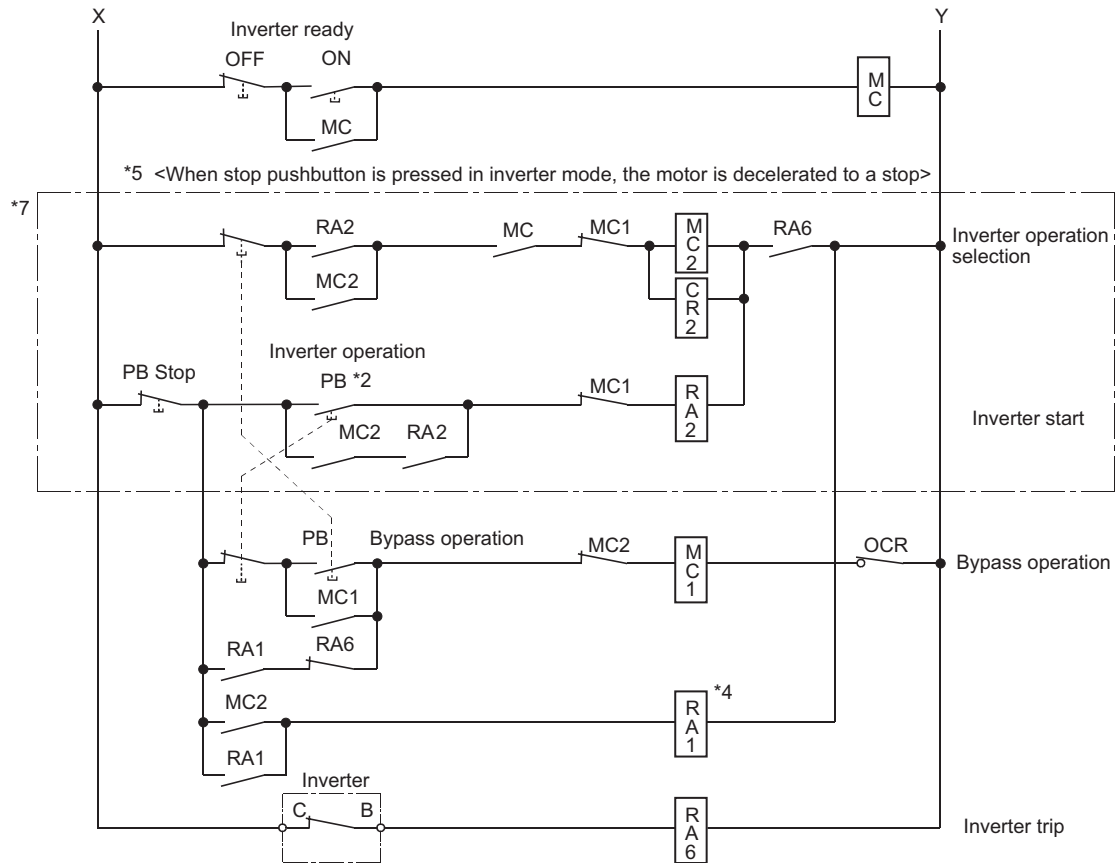 X
Y
Inverter ready
OFF
ON
MC
MC
*5 <When stop pushbutton is pressed in inverter mode, the motor is decelerated to a stop>
*7
RA2
MC
MC1
MC2
RA6
Inverter operation
selection
MC2
CR2
Inverter operation
PB Stop
PB *2
MC1
RA2
Inverter start
MC2
RA2
PB
Bypass operation
MC2
MC1
OCR
Bypass operation
MC1
RA1
RA6
MC2
RA1
*4
RA1
Inverter
C
B
RA6
Inverter trip